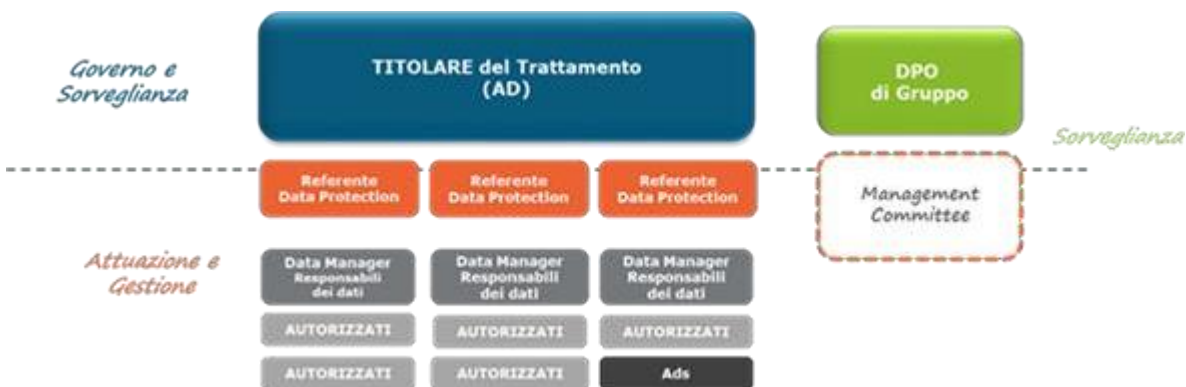 Governo e
Sorveglianza
TITOLARE del Trattamento
(AD)
DPO
di Gruppo
Sorveglianza
Referente
Data Protection
Referente
Data Protection
Referente
Data Protection
Management
Committee
Attuazione e
Gestione
Data Manager
Responsabili
dei dati
Data Manager
Responsabili
dei dati
Data Manager
Responsabili
dei dati
AUTORIZZATI
AUTORIZZATI
AUTORIZZATI
AUTORIZZATI
AUTORIZZATI
Ads